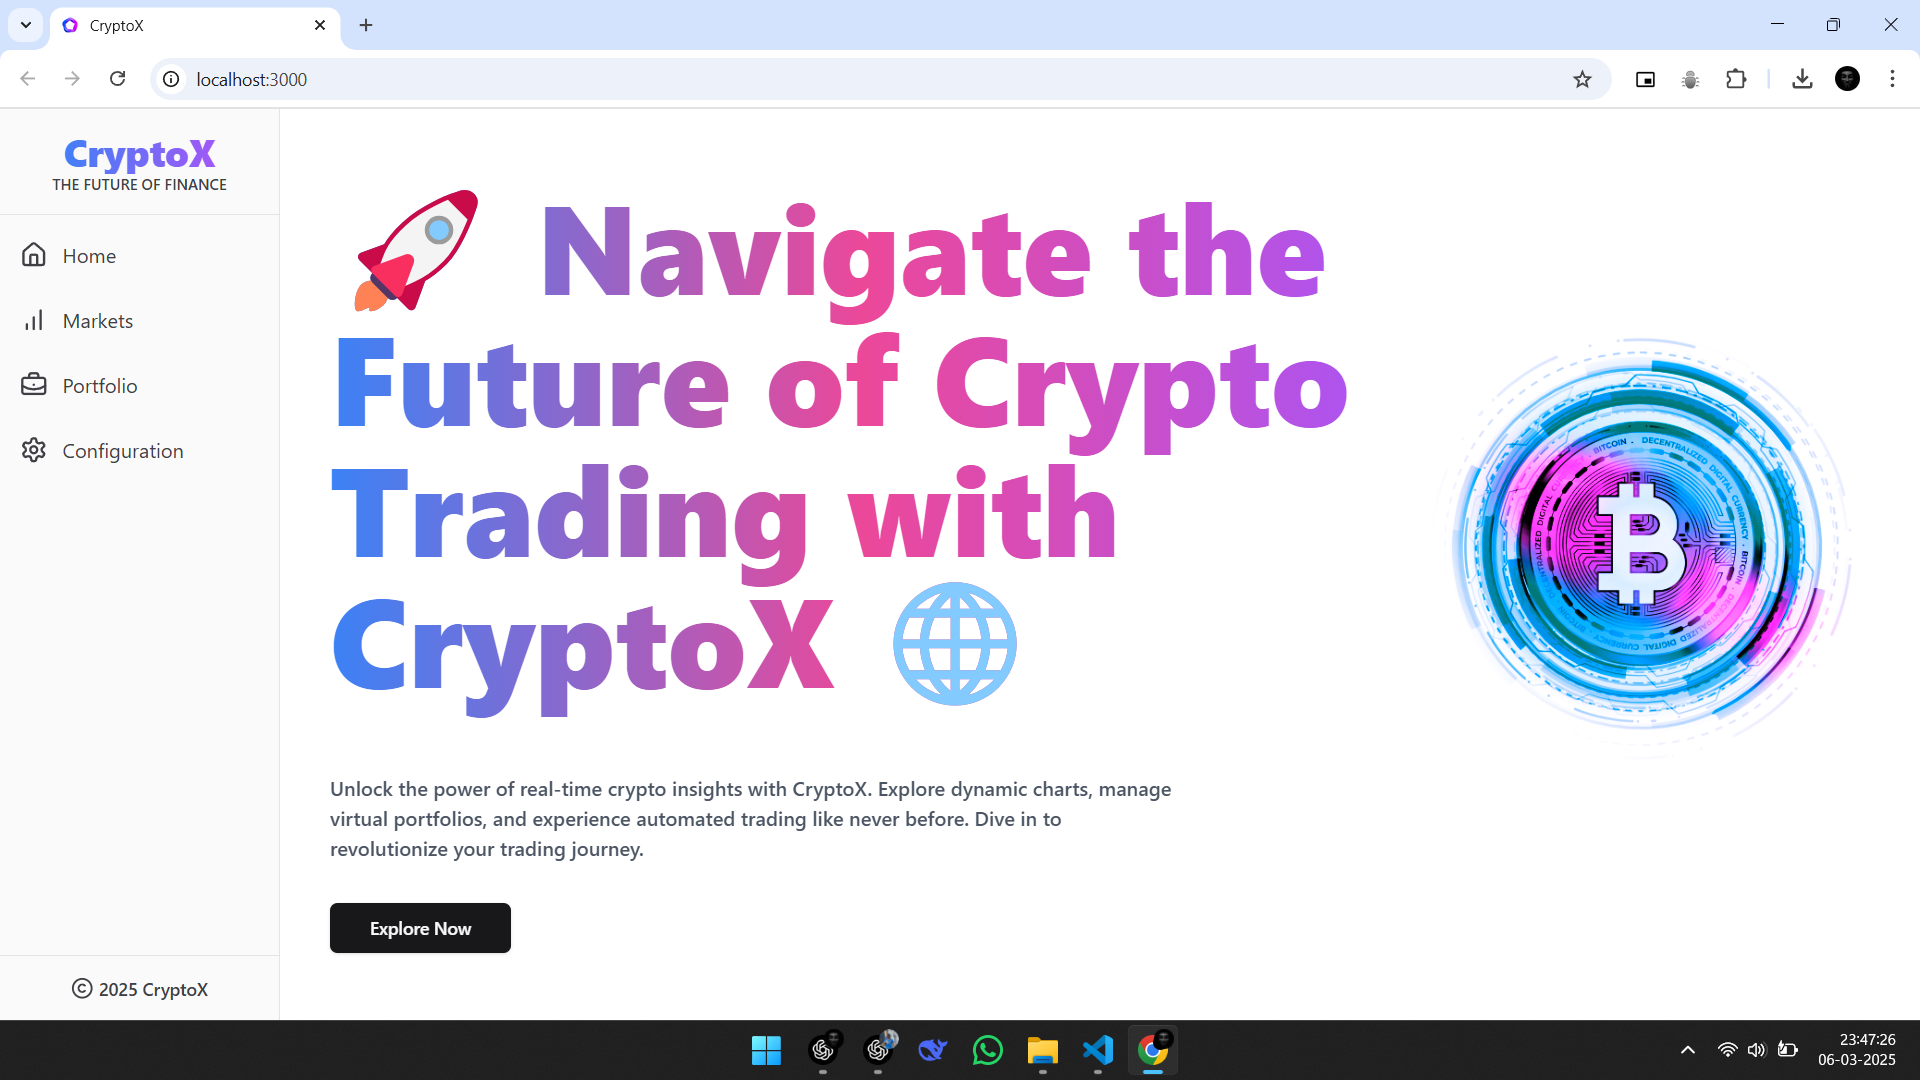 CryptoX
localhost:3000
CryptoX
THE FUTURE OF FINANCE
Home
Markets
Portfolio
Configuration
© 2025 CryptoX
🚀 Navigate the
Future of Crypto
Trading with
CryptoX 🌐
Unlock the power of real-time crypto insights with CryptoX. Explore dynamic charts, manage
virtual portfolios, and experience automated trading like never before. Dive in to
revolutionize your trading journey.
Explore Now
BITCOIN - DECENTRALIZED DIGITAL CURRENCY - BITCOIN
23:47:26
06-03-2025